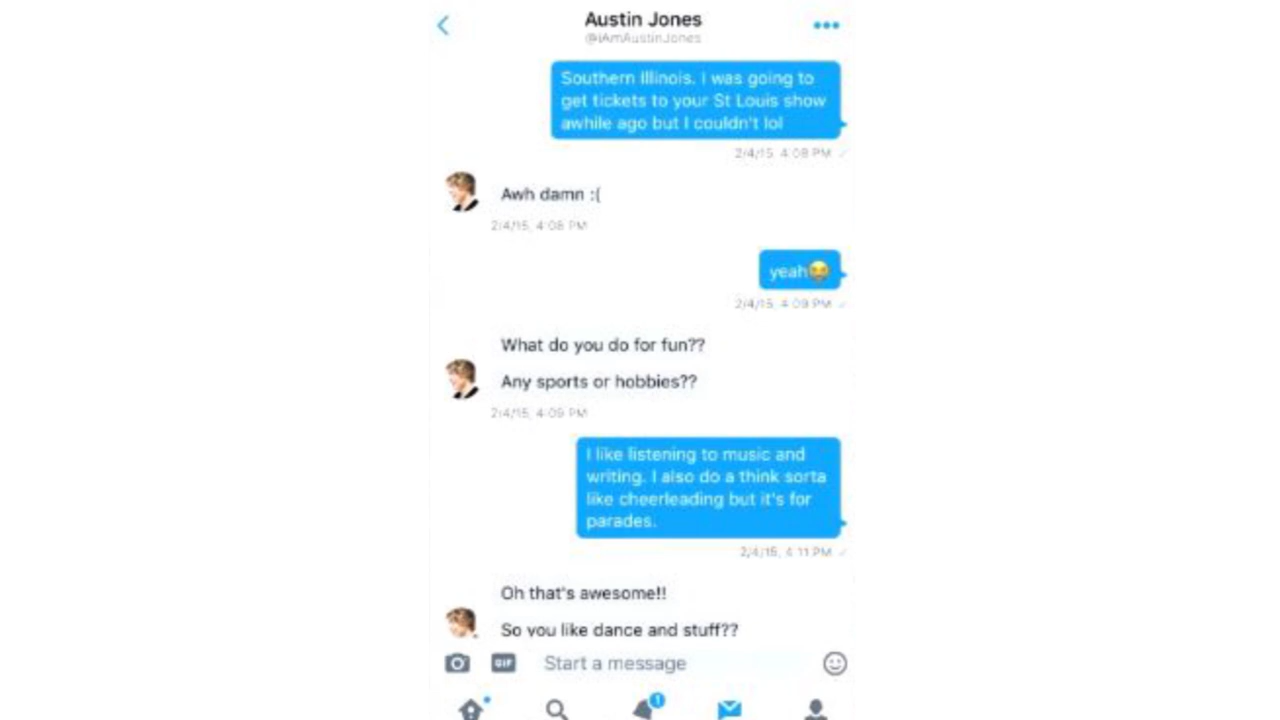 Austin Jones
@iAmAustinJones
Southern Illinois. I was going to
get tickets to your St Louis show
awhile ago but I couldn't lol
2/4/15, 4:08 PM
Awh damn :(
2/4/15, 4:08 PM
yeah😂
2/4/15, 4:09 PM
What do you do for fun??
Any sports or hobbies??
2/4/15, 4:09 PM
I like listening to music and
writing. I also do a think sorta
like cheerleading but it's for
parades.
2/4/15, 4:11 PM
Oh that's awesome!!
So you like dance and stuff??
GIF
Start a message
1